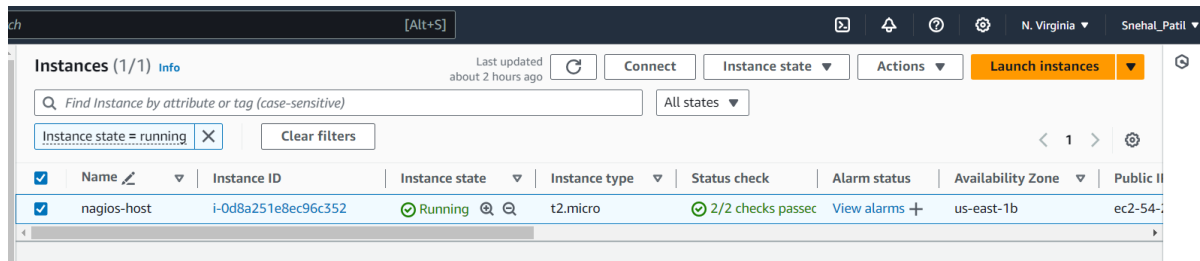 [Alt+S] N. Virginia ▼ Snehal_Patil ▼
Instances (1/1) Info Last updated about 2 hours ago Connect Instance state ▼ Actions ▼ Launch instances ▼
Find Instance by attribute or tag (case-sensitive) All states ▼
Instance state = running Clear filters 1
Name Instance ID Instance state Instance type Status check Alarm status Availability Zone Public
nagios-host i-0d8a251e8ec96c352 Running t2.micro 2/2 checks passec View alarms + us-east-1b ec2-54-